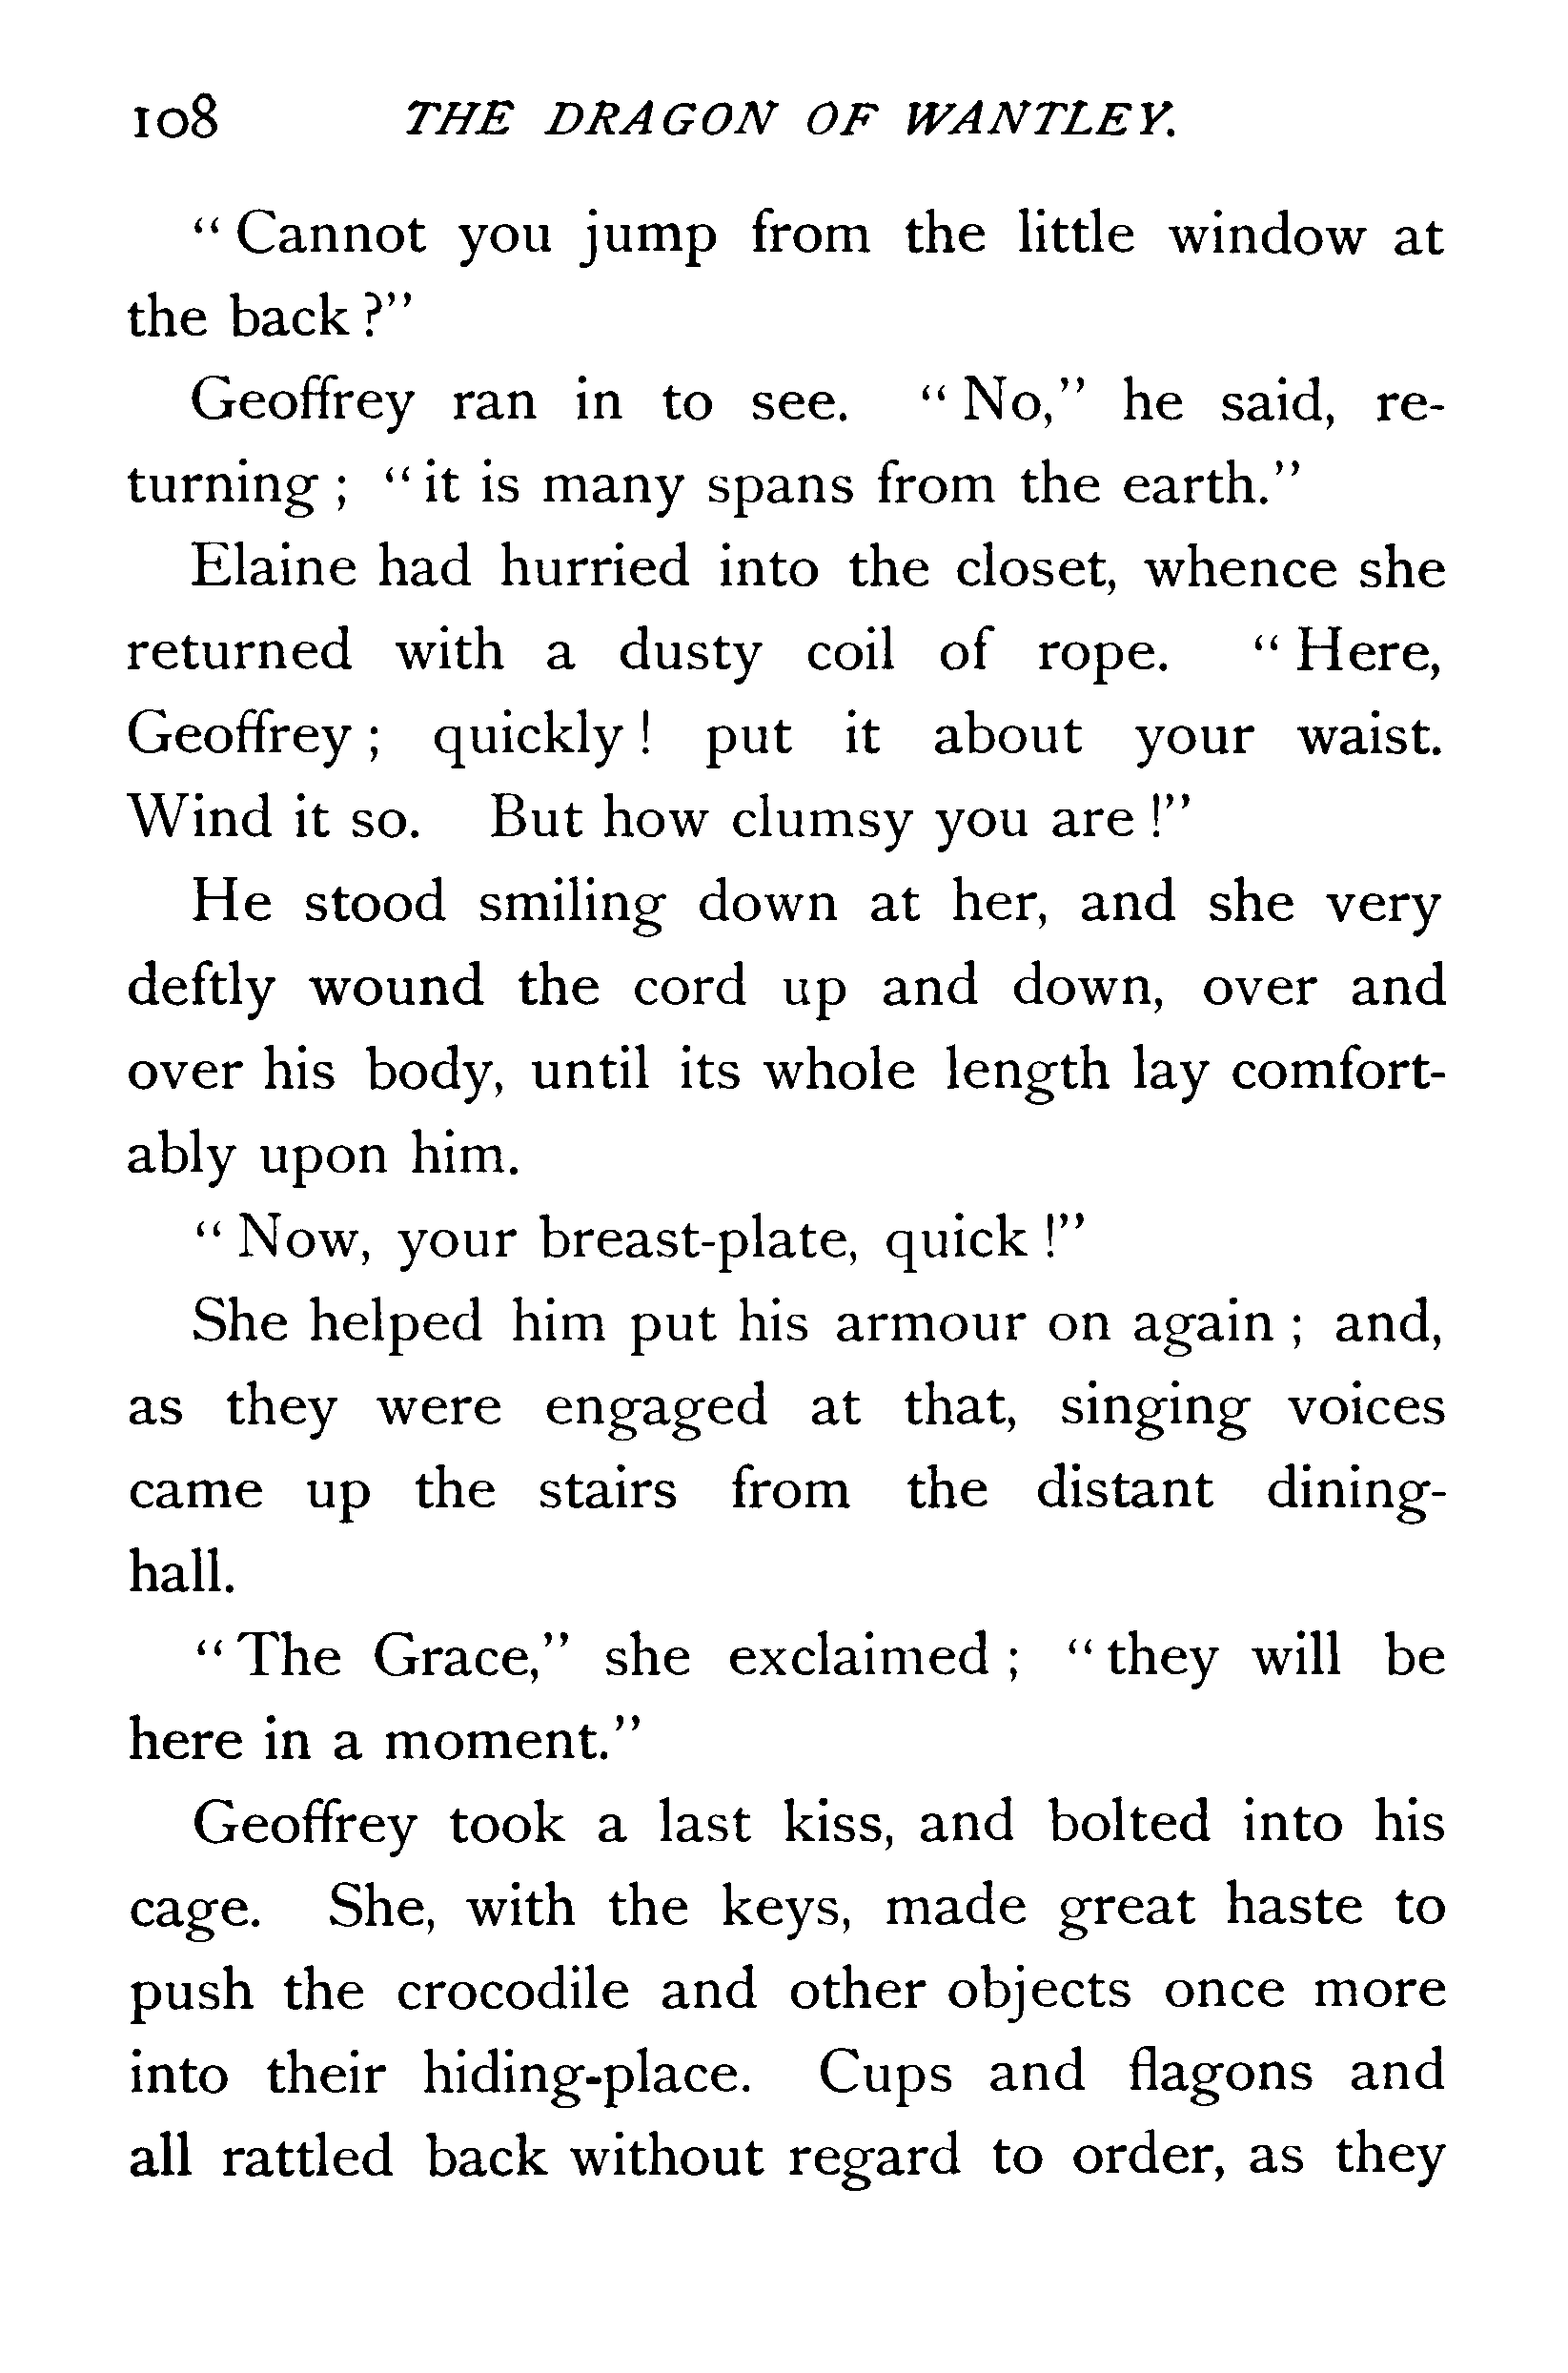 108 THE DRAGON OF WANTLEY.
“ Cannot you jump from the little window at
the back ?”
Geoffrey ran in to see. “ No,” he said, re-
turning ; “ it is many spans from the earth.”
Elaine had hurried into the closet, whence she
returned with a dusty coil of rope. “ Here,
Geoffrey ; quickly ! put it about your waist.
Wind it so. But how clumsy you are !”
He stood smiling down at her, and she very
deftly wound the cord up and down, over and
over his body, until its whole length lay comfort-
ably upon him.
“ Now, your breast-plate, quick !”
She helped him put his armour on again ; and,
as they were engaged at that, singing voices
came up the stairs from the distant dining-
hall.
“ The Grace,” she exclaimed ; “ they will be
here in a moment.”
Geoffrey took a last kiss, and bolted into his
cage. She, with the keys, made great haste to
push the crocodile and other objects once more
into their hiding-place. Cups and flagons and
all rattled back without regard to order, as they